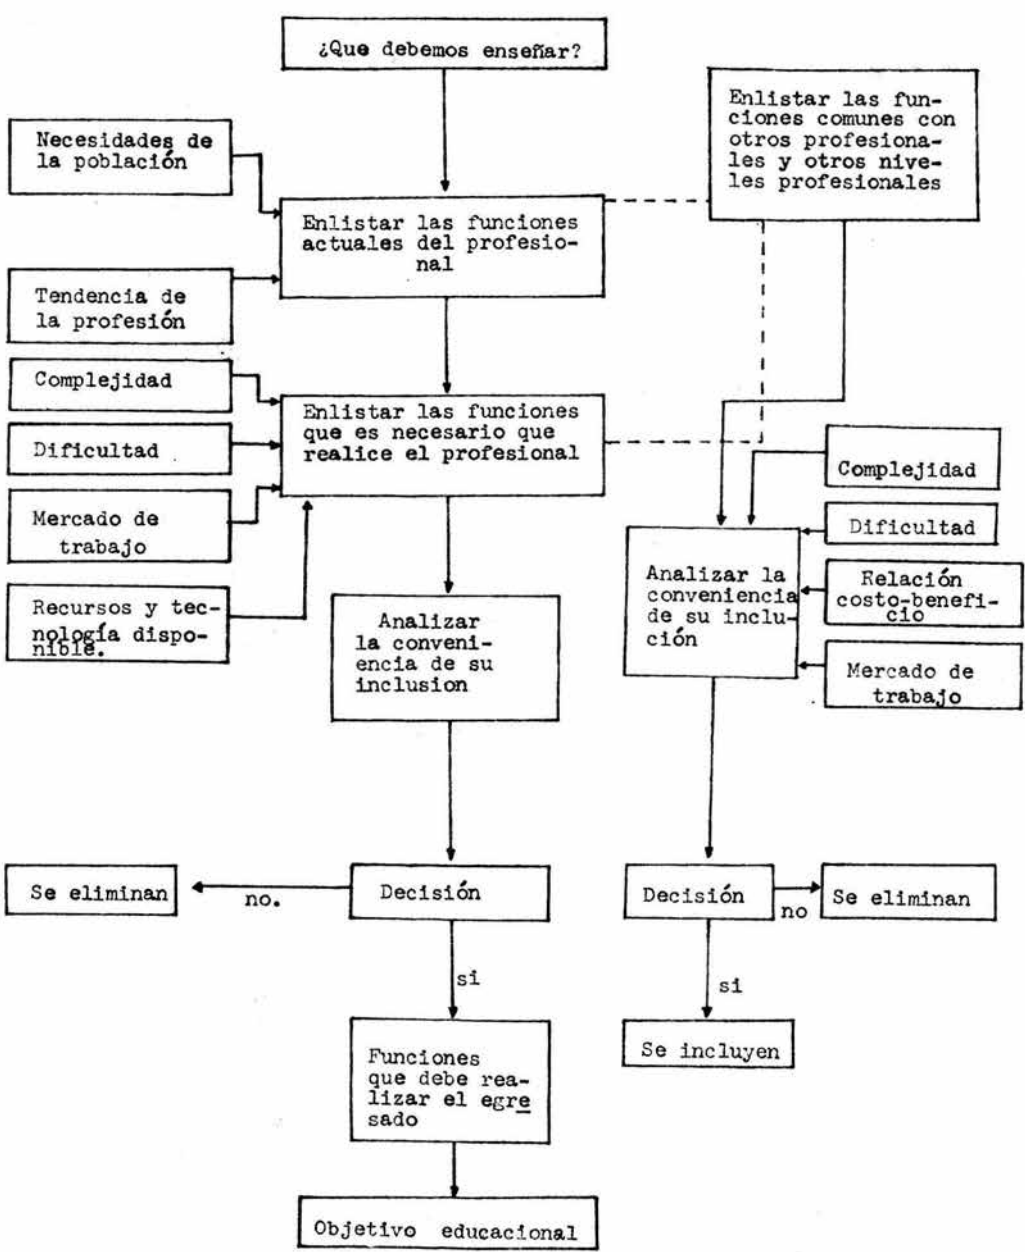 ¿Que debemos enseñar?
Enlistar las fun-
ciones comunes con
otros profesiona-
les y otros nive-
les profesionales
Necesidades de
la población
Enlistar las funciones
actuales del profesio-
nal
Tendencia de
la profesión
Complejidad
Enlistar las funciones
que es necesario que
realice el profesional
Dificultad
Mercado de
trabajo
Recursos y tec-
nología dispo-
nible.
Complejidad
Dificultad
Relación
costo-benefi-
cio
Mercado de
trabajo
Analizar la
conveniencia
de su inclu-
ción
Analizar
la conveni-
encia de su
inclusion
Se eliminan
no.
Decisión
Decisión
no
Se eliminan
si
si
Funciones
que debe rea-
lizar el egre
sado
Se incluyen
Objetivo educacional